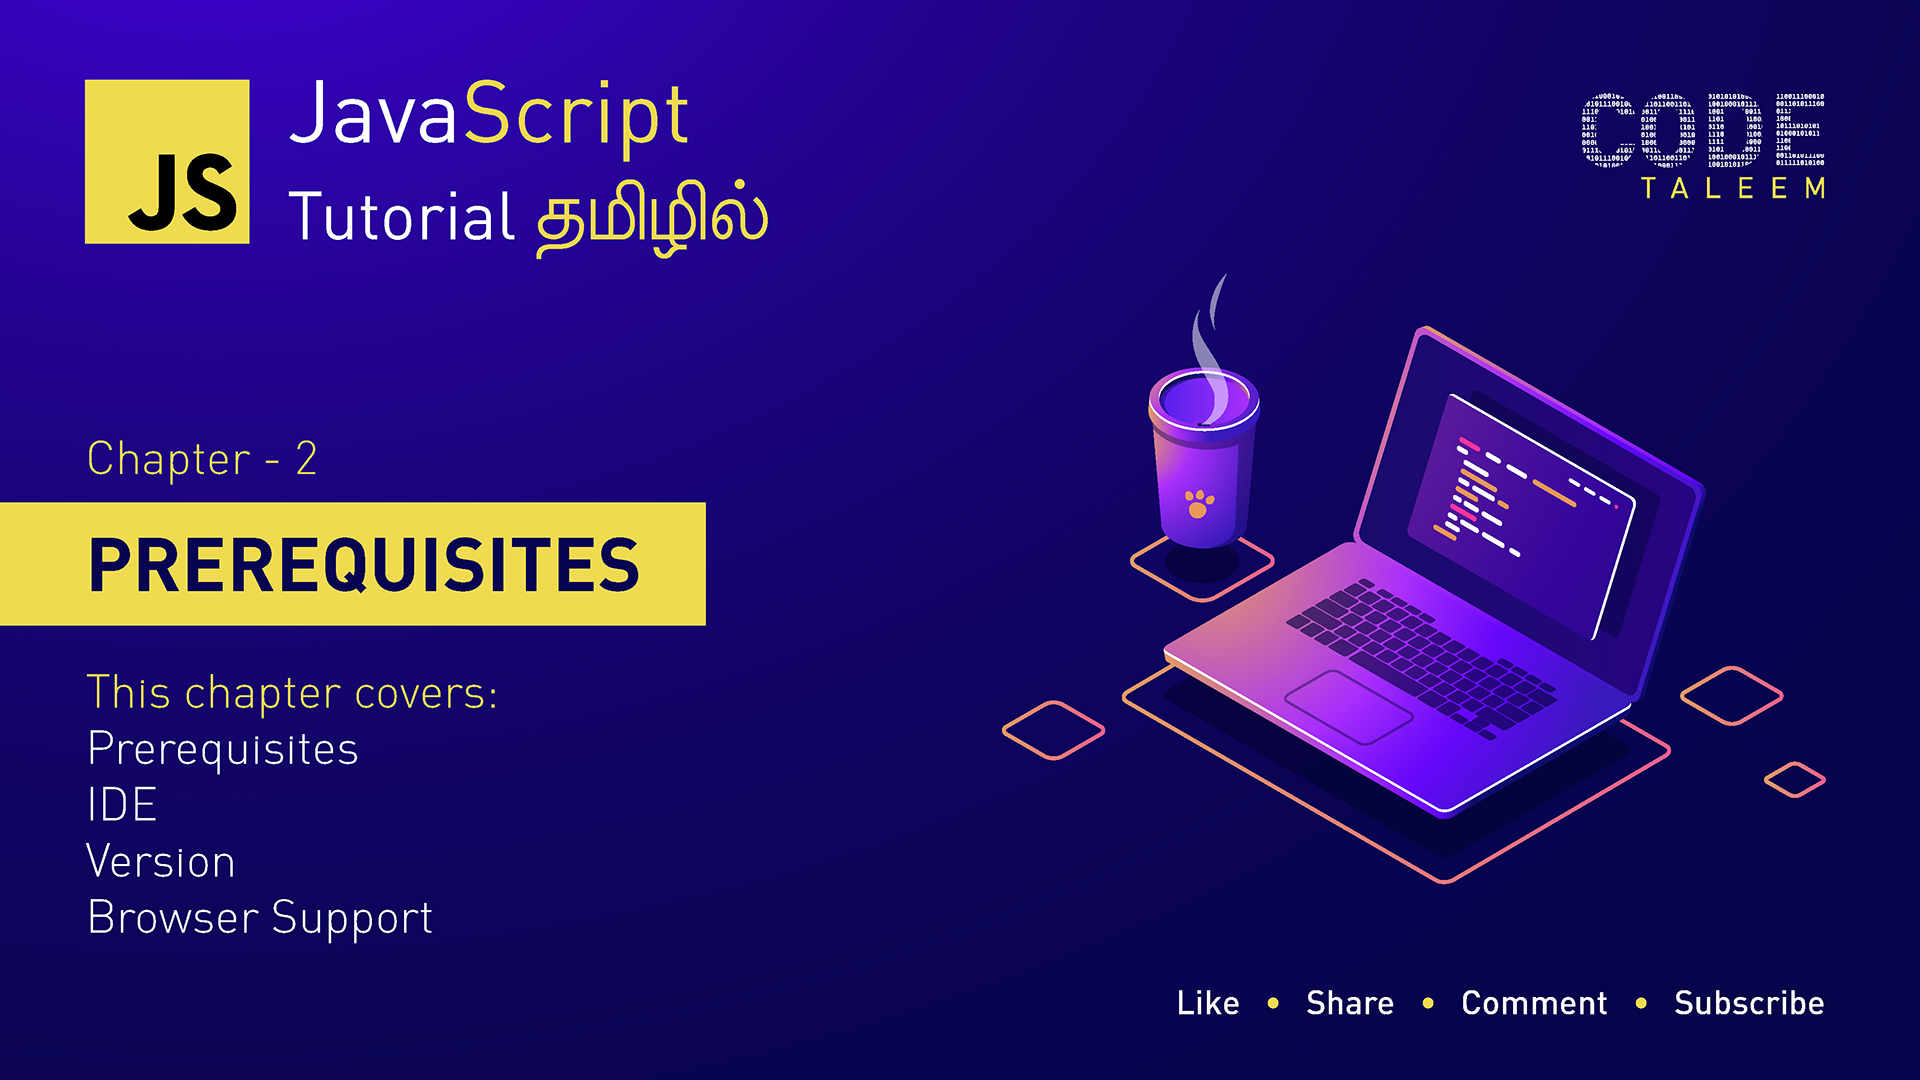 JS
JavaScript
Tutorial தமிழில்
CODE
TALEEM
Chapter - 2
PREREQUISITES
This chapter covers:
Prerequisites
IDE
Version
Browser Support
Like • Share • Comment • Subscribe